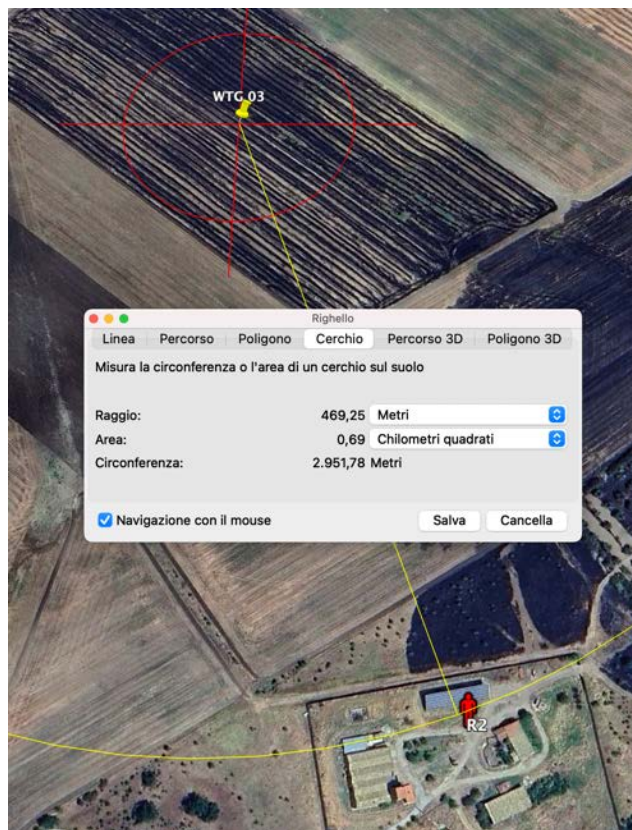 WTG 03
Righello
Linea Percorso Poligono Cerchio Percorso 3D Poligono 3D
Misura la circonferenza o l'area di un cerchio sul suolo
Raggio: 469,25 Metri
Area: 0,69 Chilometri quadrati
Circonferenza: 2.951,78 Metri
Navigazione con il mouse Salva Cancella
R2